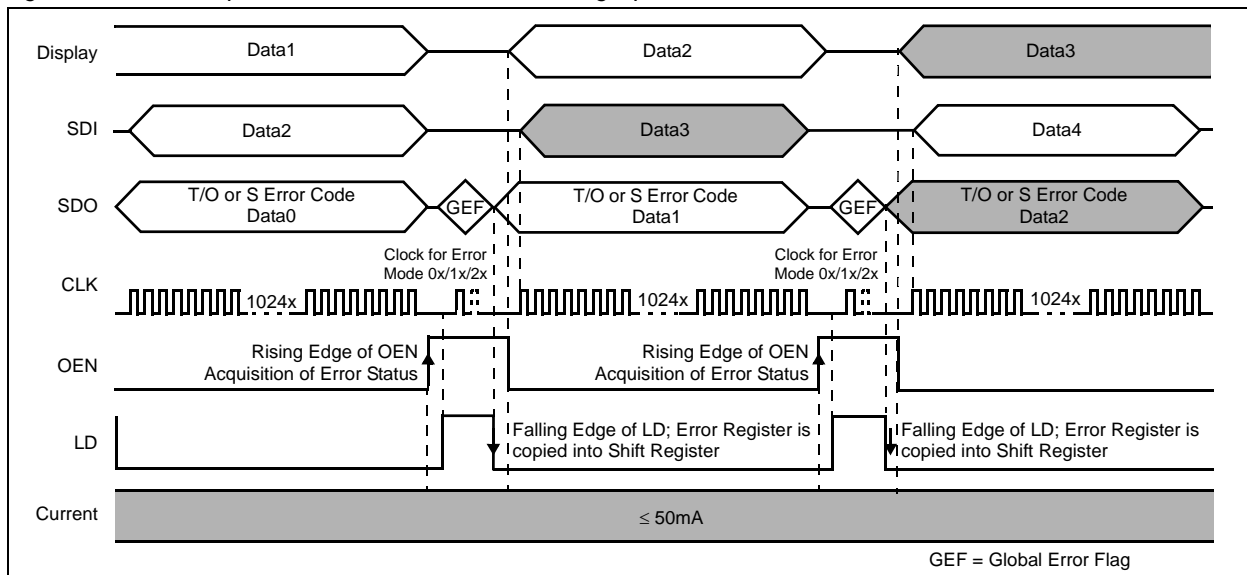 Display
Data1
Data2
Data3
SDI
Data2
Data3
Data4
SDO
T/O or S Error Code
Data0
GEF
T/O or S Error Code
Data1
GEF
T/O or S Error Code
Data2
Clock for Error
Mode 0x/1x/2x
Clock for Error
Mode 0x/1x/2x
CLK
1024x
1024x
1024x
OEN
Rising Edge of OEN
Acquisition of Error Status
Rising Edge of OEN
Acquisition of Error Status
LD
Falling Edge of LD; Error Register is
copied into Shift Register
Falling Edge of LD; Error Register is
copied into Shift Register
Current
≤ 50mA
GEF = Global Error Flag